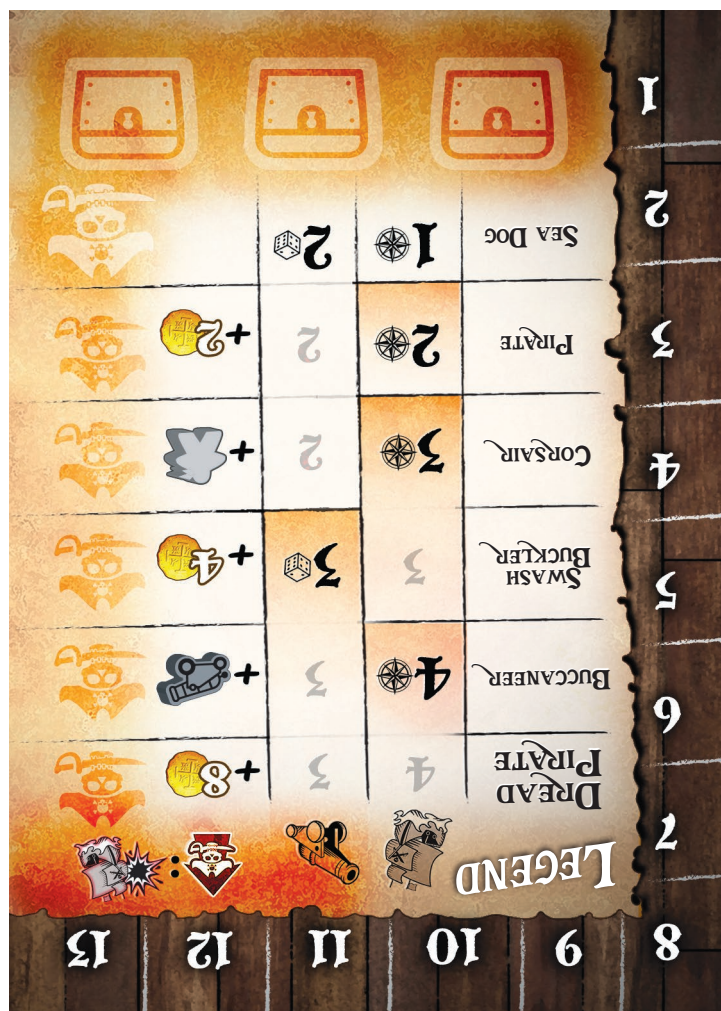 8 9 10 11 12 13
7 LEGEND :
DREAD
PIRATE 4 3 +8
6 BUCCANEER 4 3 +
5 SWASH
BUCKLER 3 3 +4
4 CORSAIR 3 2 +
3 PIRATE 2 2 +2
2 SEA DOG 1 2
1